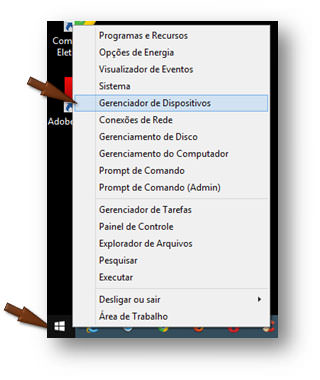 Com
Elet
Adobe
Programas e Recursos
Opções de Energia
Visualizador de Eventos
Sistema
Gerenciador de Dispositivos
Conexões de Rede
Gerenciamento de Disco
Gerenciamento do Computador
Prompt de Comando
Prompt de Comando (Admin)
Gerenciador de Tarefas
Painel de Controle
Explorador de Arquivos
Pesquisar
Executar
Desligar ou sair
Área de Trabalho